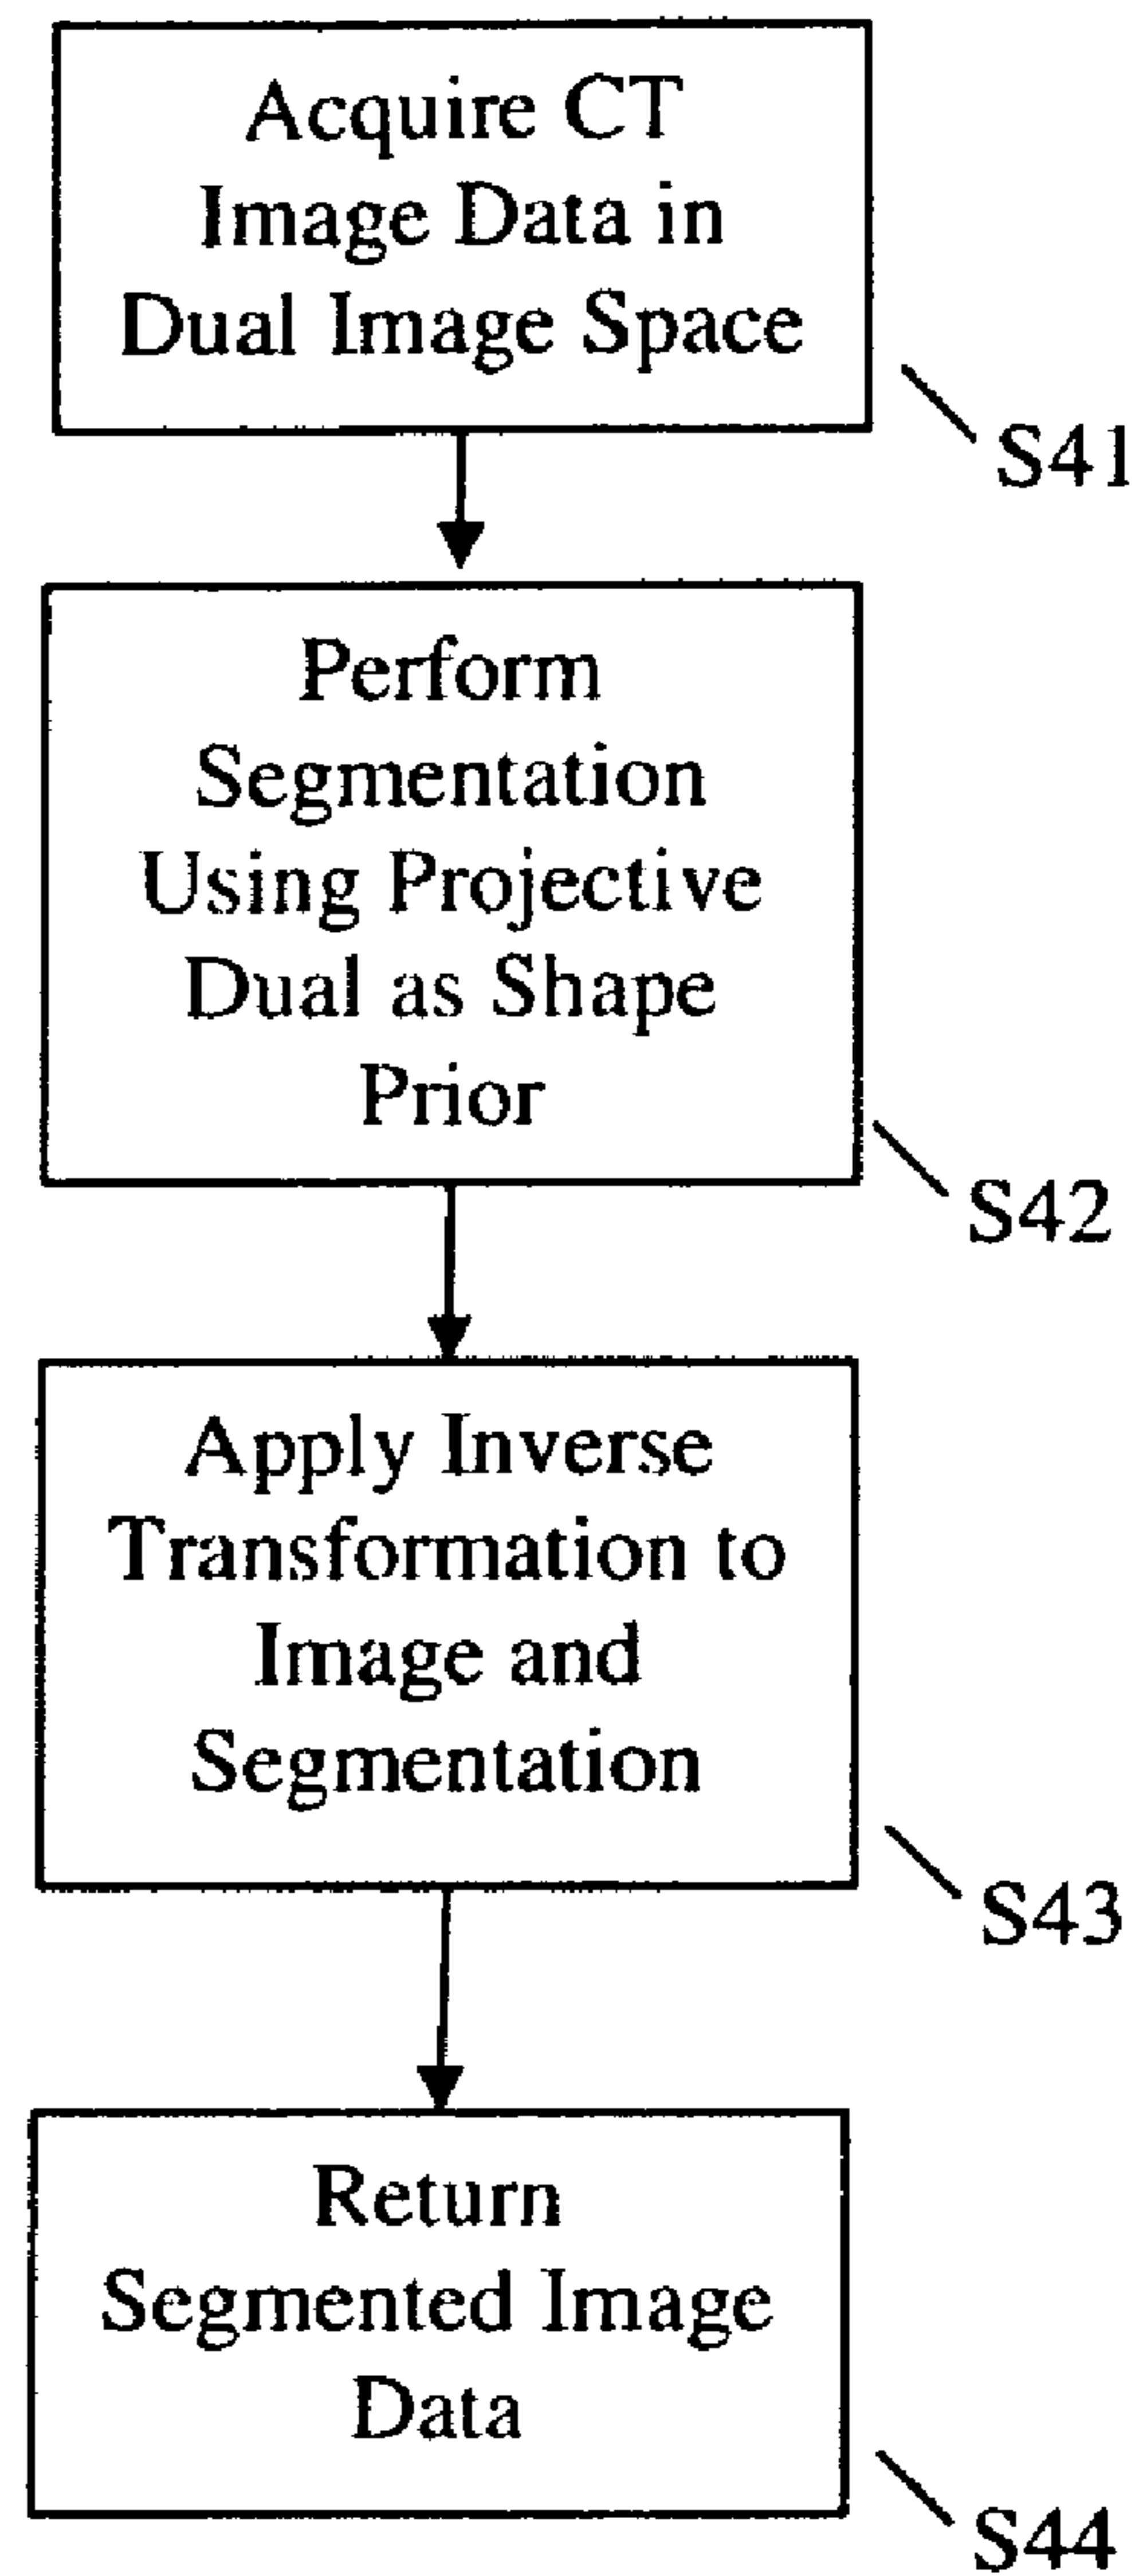 Acquire CT
Image Data in
Dual Image Space
S41
Perform
Segmentation
Using Projective
Dual as Shape
Prior
S42
Apply Inverse
Transformation to
Image and
Segmentation
S43
Return
Segmented Image
Data
S44